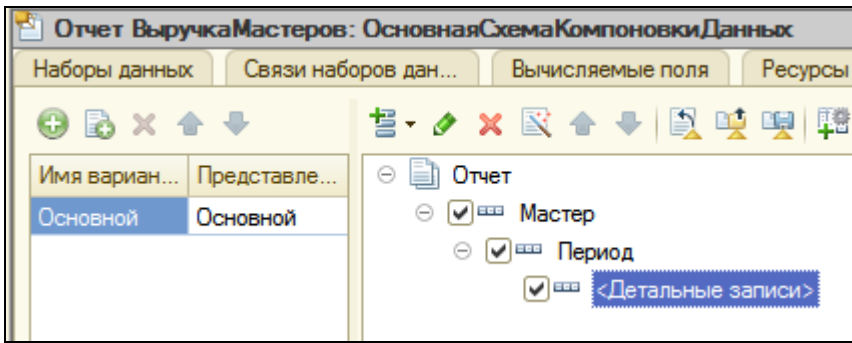 Отчет ВыручкаМастеров: ОсновнаяСхемаКомпоновкиДанных
Наборы данных Связи наборов дан... Вычисляемые поля Ресурсы
Имя вариан... Представле...
Основной Основной
Отчет
Мастер
Период
<Детальные записи>